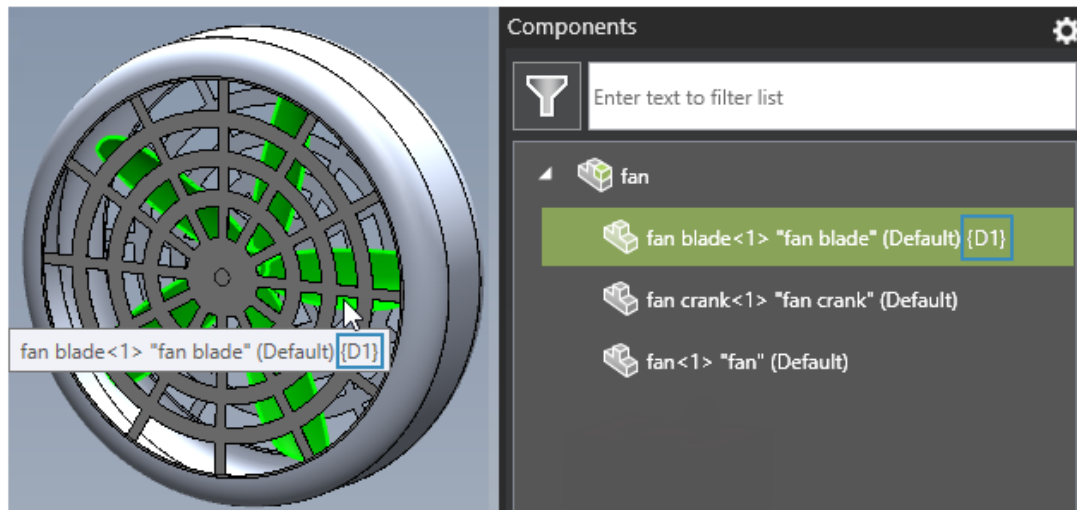 Components
Enter text to filter list
fan
fan blade<1> "fan blade" (Default) {D1}
fan crank<1> "fan crank" (Default)
fan<1> "fan" (Default)
fan blade<1> "fan blade" (Default) {D1}